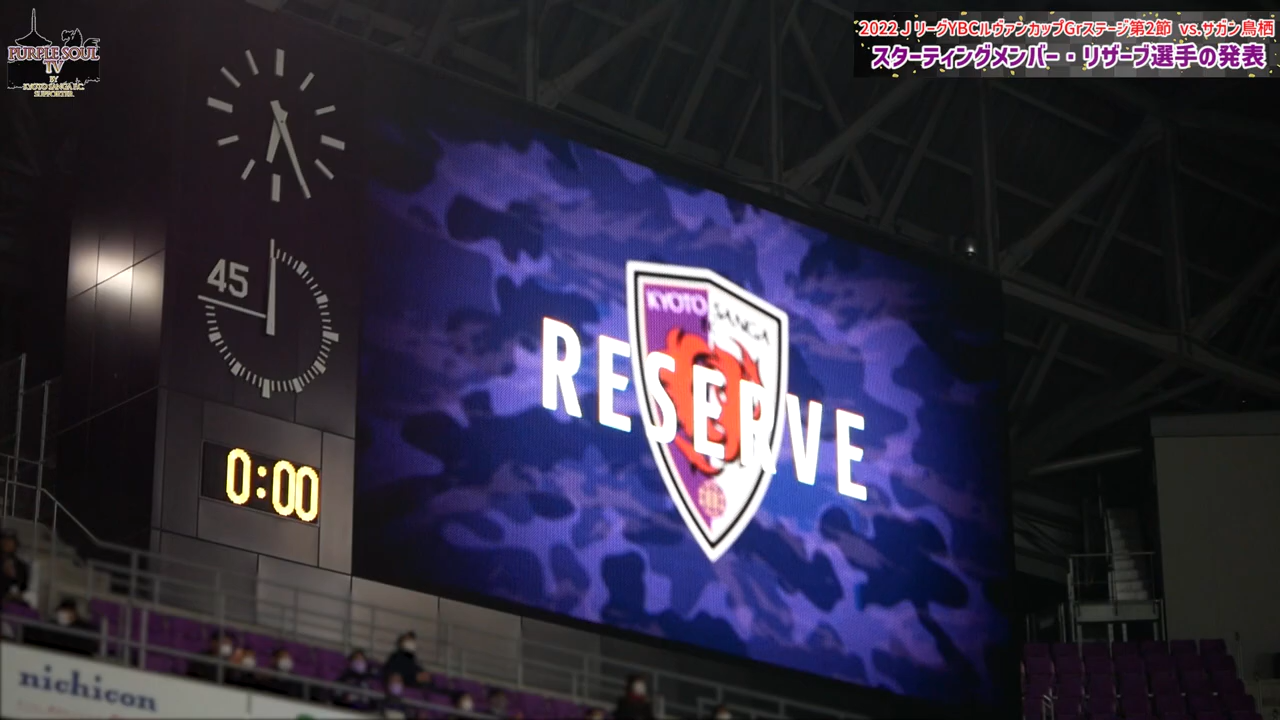 PURPLE SOUL
TV
BY
KYOTO SANGA F.C.
SUPPORTER
2022 JリーグYBCルヴァンカップGrステージ第2節 vs.サガン鳥栖
スターティングメンバー・リザーブ選手の発表
45
KYOTO SANGA
RESERVE
0:00
nichicon